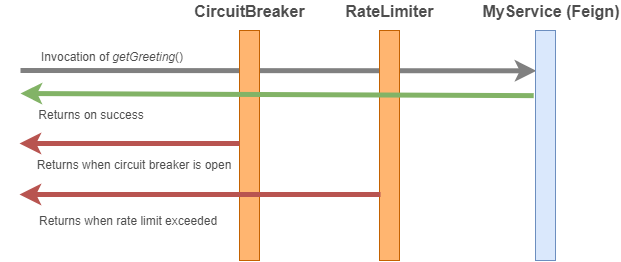 CircuitBreaker RateLimiter MyService (Feign)
Invocation of getGreeting()
Returns on success
Returns when circuit breaker is open
Returns when rate limit exceeded